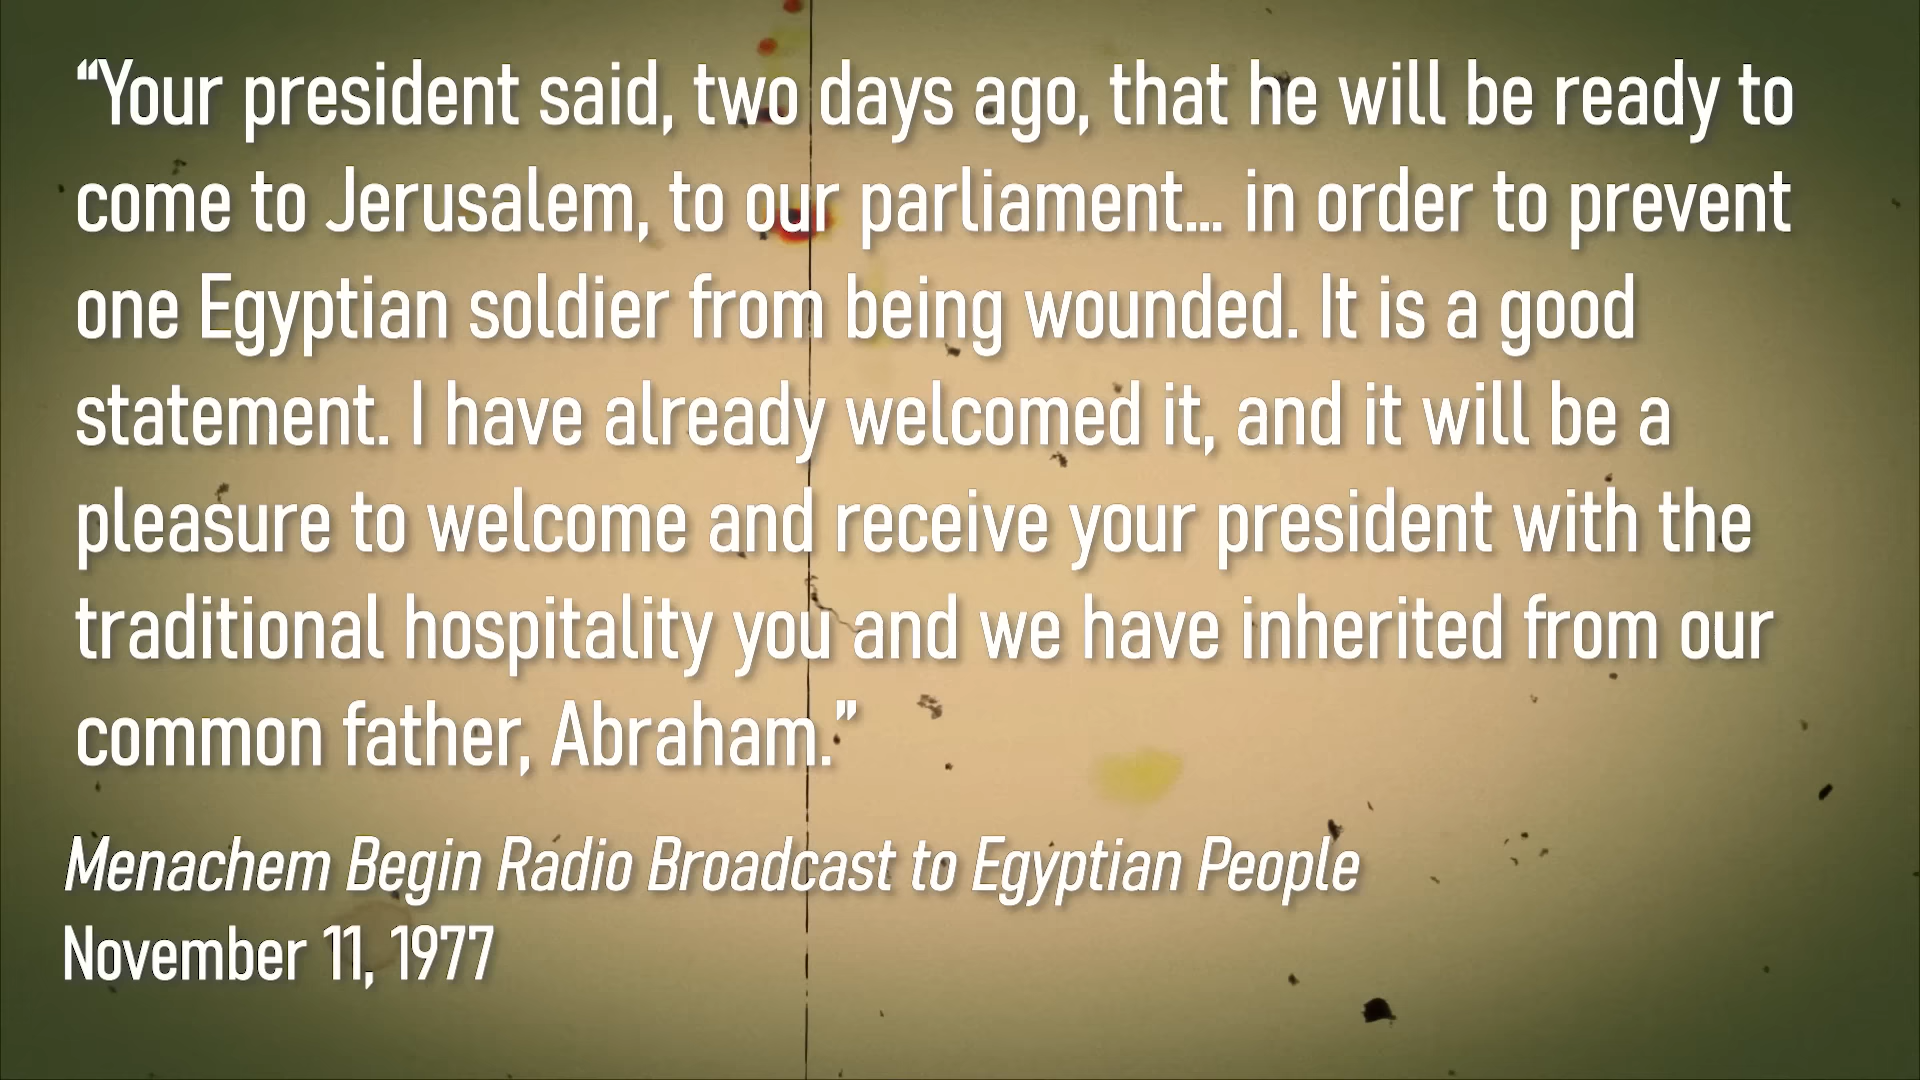 “Your president said, two days ago, that he will be ready to
come to Jerusalem, to our parliament... in order to prevent
one Egyptian soldier from being wounded. It is a good
statement. I have already welcomed it, and it will be a
pleasure to welcome and receive your president with the
traditional hospitality you and we have inherited from our
common father, Abraham.”
Menachem Begin Radio Broadcast to Egyptian People
November 11, 1977